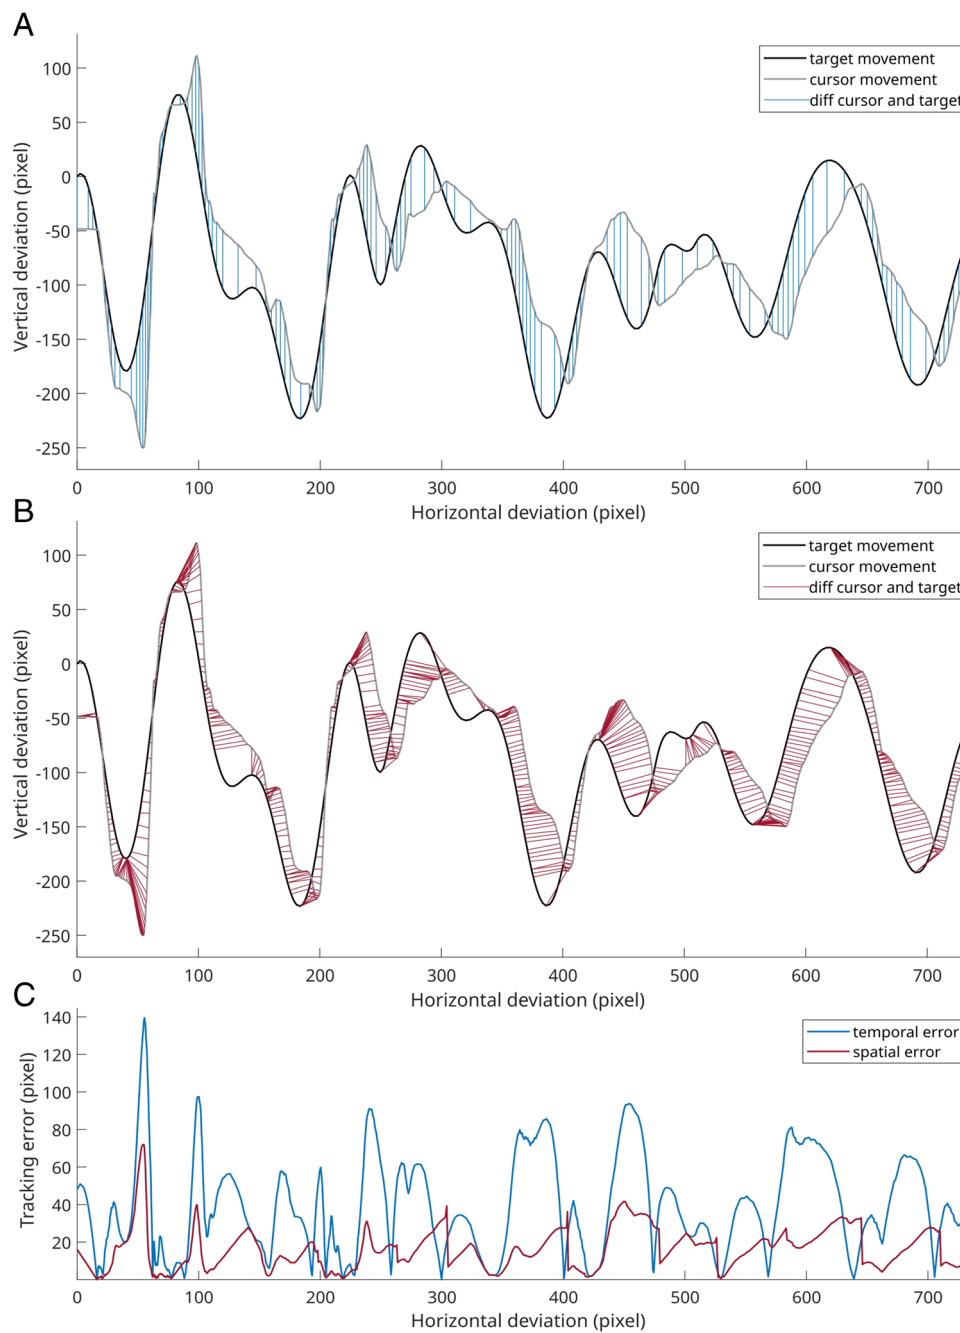 A
100
50
0
-50
-100
-150
-200
-250
Vertical deviation (pixel)
target movement
cursor movement
diff cursor and target
0 100 200 300 400 500 600 700
Horizontal deviation (pixel)
B
100
50
0
-50
-100
-150
-200
-250
Vertical deviation (pixel)
target movement
cursor movement
diff cursor and target
0 100 200 300 400 500 600 700
Horizontal deviation (pixel)
C
140
120
100
80
60
40
20
Tracking error (pixel)
temporal error
spatial error
0 100 200 300 400 500 600 700
Horizontal deviation (pixel)